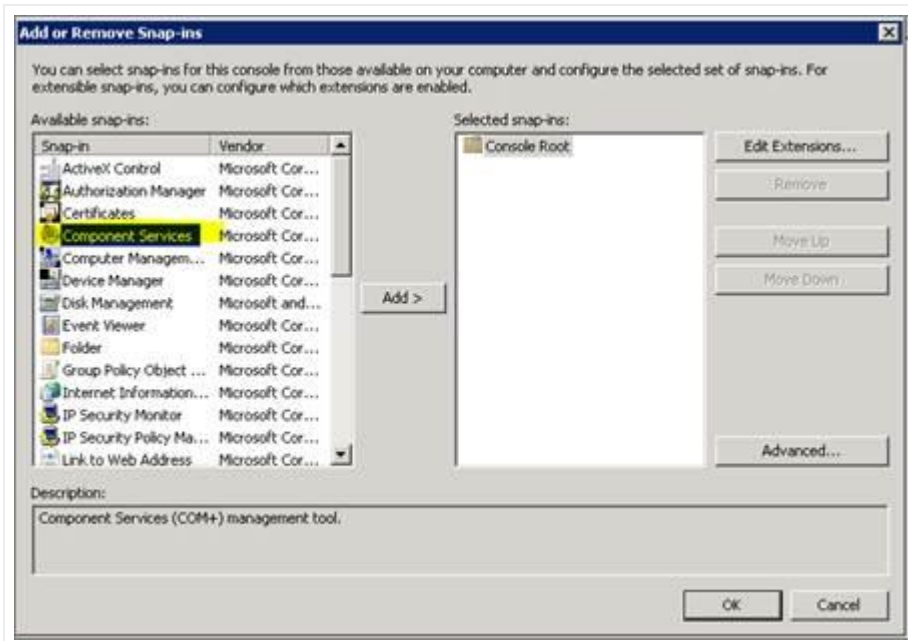 Add or Remove Snap-ins
You can select snap-ins for this console from those available on your computer and configure the selected set of snap-ins. For
extensible snap-ins, you can configure which extensions are enabled.
Available snap-ins:
Selected snap-ins:
Snap-in Vendor
Console Root
Edit Extensions...
ActiveX Control Microsoft Cor...
Authorization Manager Microsoft Cor...
Remove
Certificates Microsoft Cor...
Component Services Microsoft Cor...
Move Up
Computer Managem... Microsoft Cor...
Device Manager Microsoft Cor...
Move Down
Disk Management Microsoft and...
Add >
Event Viewer Microsoft Cor...
Folder Microsoft Cor...
Group Policy Object ... Microsoft Cor...
Internet Information... Microsoft Cor...
IP Security Monitor Microsoft Cor...
IP Security Policy Ma... Microsoft Cor...
Link to Web Address Microsoft Cor...
Advanced...
Description:
Component Services (COM+) management tool.
OK
Cancel